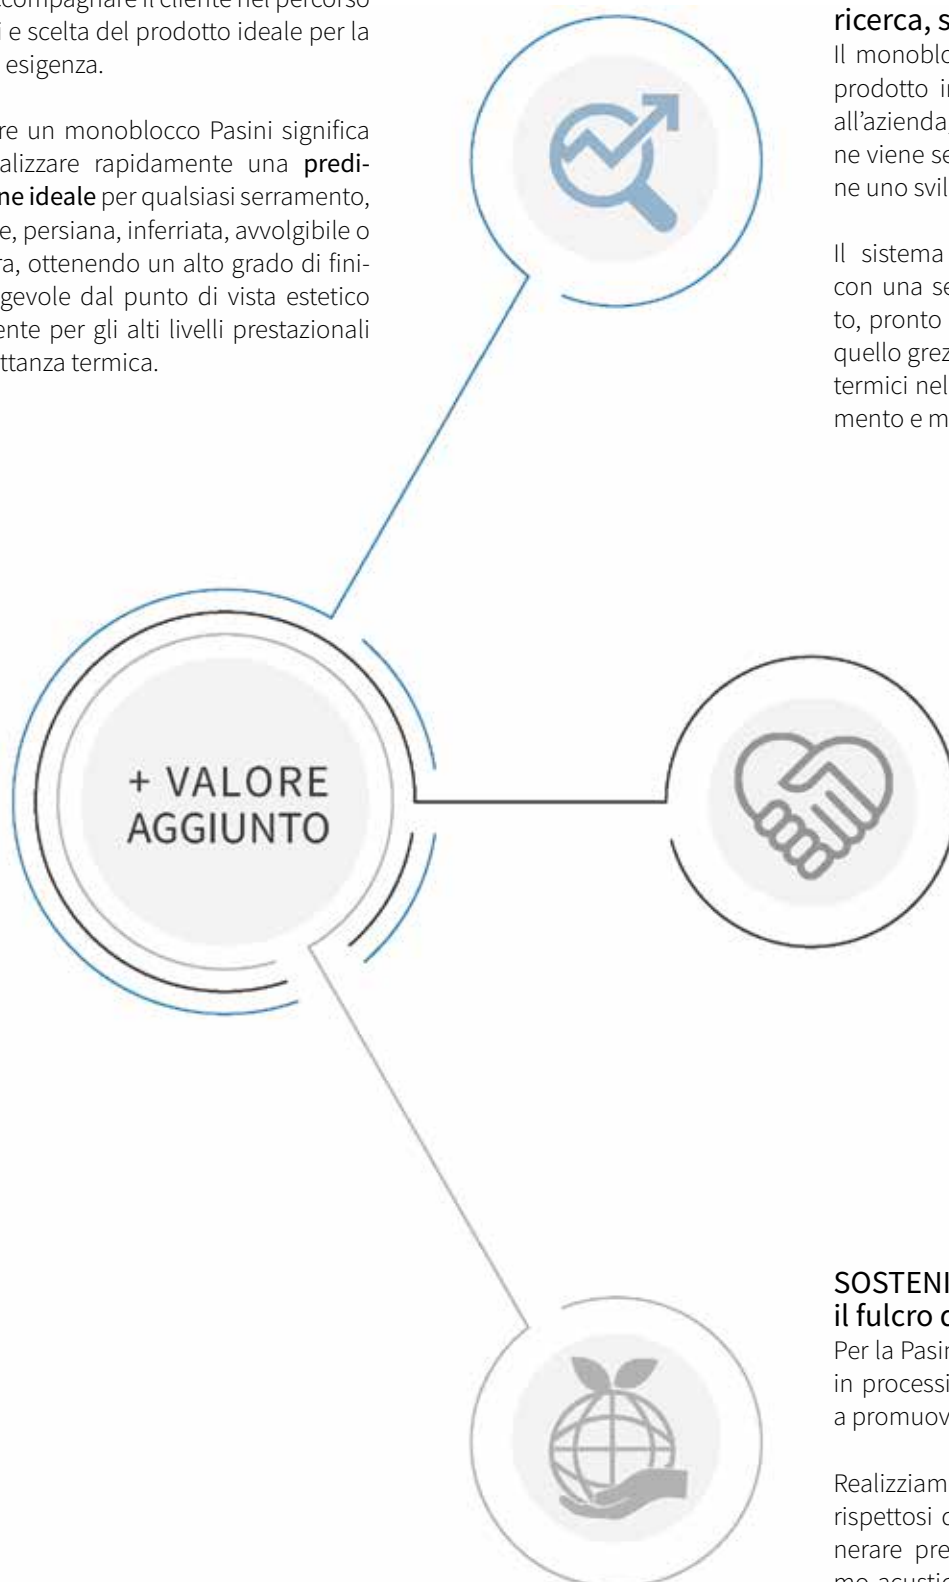 compagnare il cliente nel percorso
i e scelta del prodotto ideale per la
esigenza.
re un monoblocco Pasini significa
alizzare rapidamente una predi-
ne ideale per qualsiasi serramento,
e, persiana, inferriata, avvolgibile o
ra, ottenendo un alto grado di fini-
gevole dal punto di vista estetico
ente per gli alti livelli prestazionali
ttanza termica.
+ VALORE
AGGIUNTO
ricerca, s
Il monoblo
prodotto i
all’azienda
ne viene se
ne uno svil
Il sistema
con una se
to, pronto
quello grez
termici nel
mento e m
SOSTENI
il fulcro
Per la Pasi
in processi
a promuov
Realizziam
rispettosi
nerare pre
mo acustic